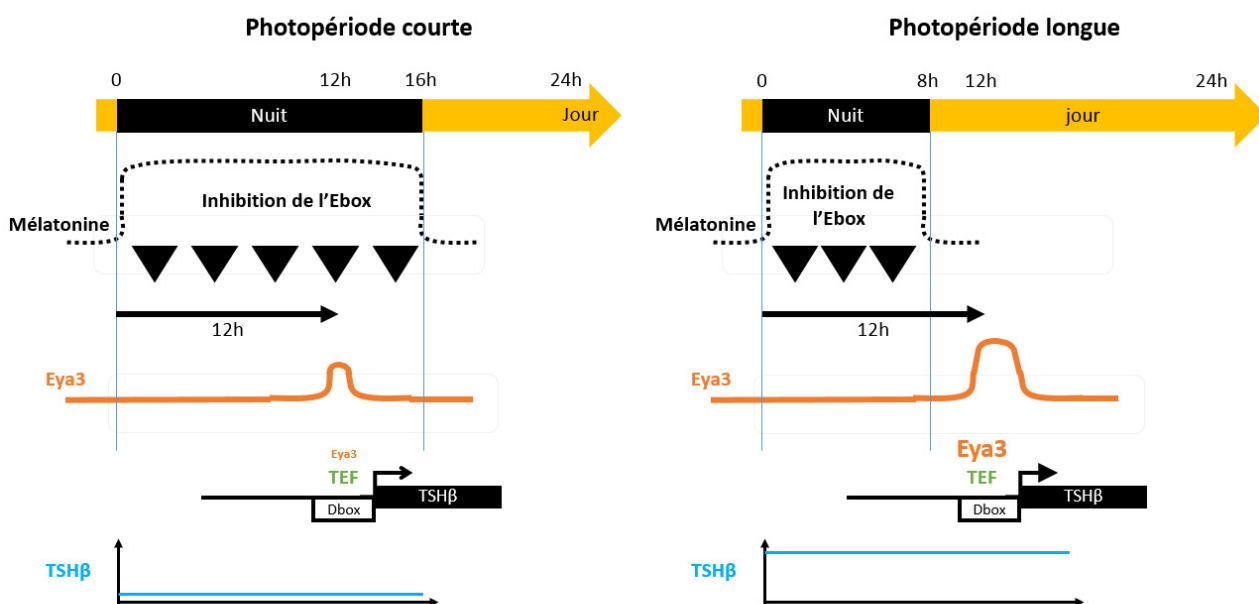 Photopériode courte
0 12h 16h 24h
Nuit Jour
Inhibition de l’Ebox
Mélatonine
12h
Eya3
Eya3
TEF
TSHβ
Dbox
TSHβ
Photopériode longue
0 8h 12h 24h
Nuit jour
Inhibition de
l’Ebox
Mélatonine
12h
Eya3
Eya3
TEF
TSHβ
Dbox
TSHβ